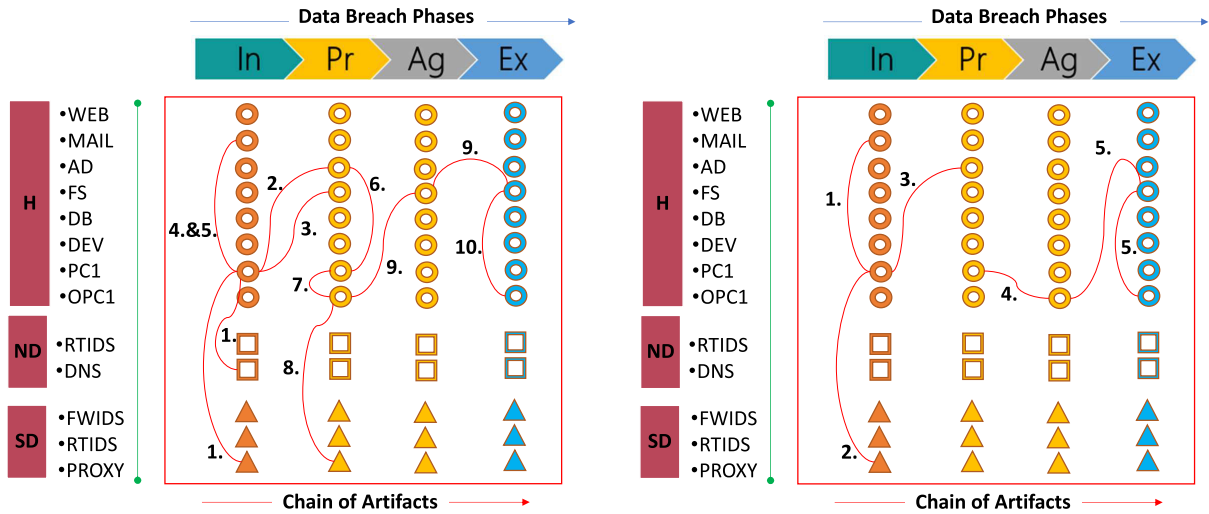 Data Breach Phases
In Pr Ag Ex
H
•WEB
•MAIL
•AD
•FS
•DB
•DEV
•PC1
•OPC1
ND
•RTIDS
•DNS
SD
•FWIDS
•RTIDS
•PROXY
2.
6.
9.
4.&5.
3.
9.
10.
7.
1.
8.
1.
Chain of Artifacts
Data Breach Phases
In Pr Ag Ex
H
•WEB
•MAIL
•AD
•FS
•DB
•DEV
•PC1
•OPC1
ND
•RTIDS
•DNS
SD
•FWIDS
•RTIDS
•PROXY
5.
3.
1.
5.
4.
2.
Chain of Artifacts